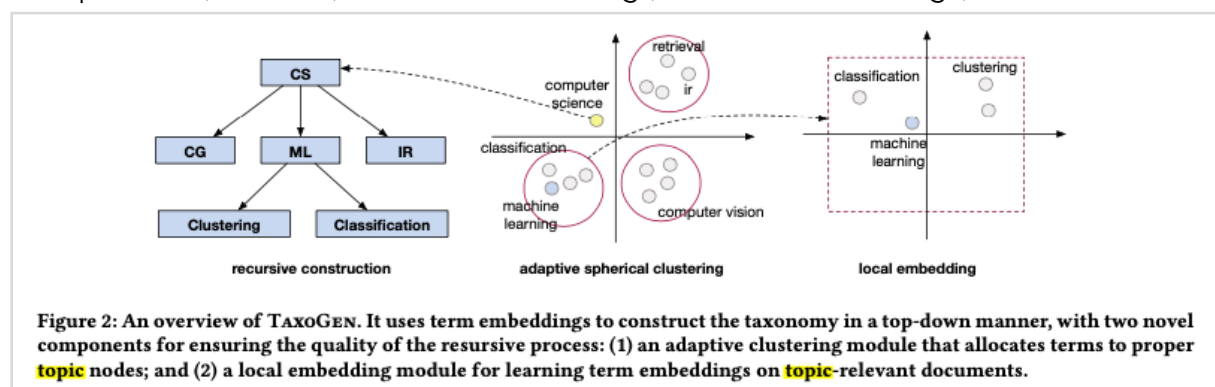 CS
CG
ML
IR
Clustering
Classification
recursive construction
computer
science
retrieval
ir
classification
machine
learning
computer vision
adaptive spherical clustering
classification
clustering
machine
learning
local embedding
Figure 2: An overview of TaxoGen. It uses term embeddings to construct the taxonomy in a top-down manner, with two novel
components for ensuring the quality of the resursive process: (1) an adaptive clustering module that allocates terms to proper
topic nodes; and (2) a local embedding module for learning term embeddings on topic-relevant documents.